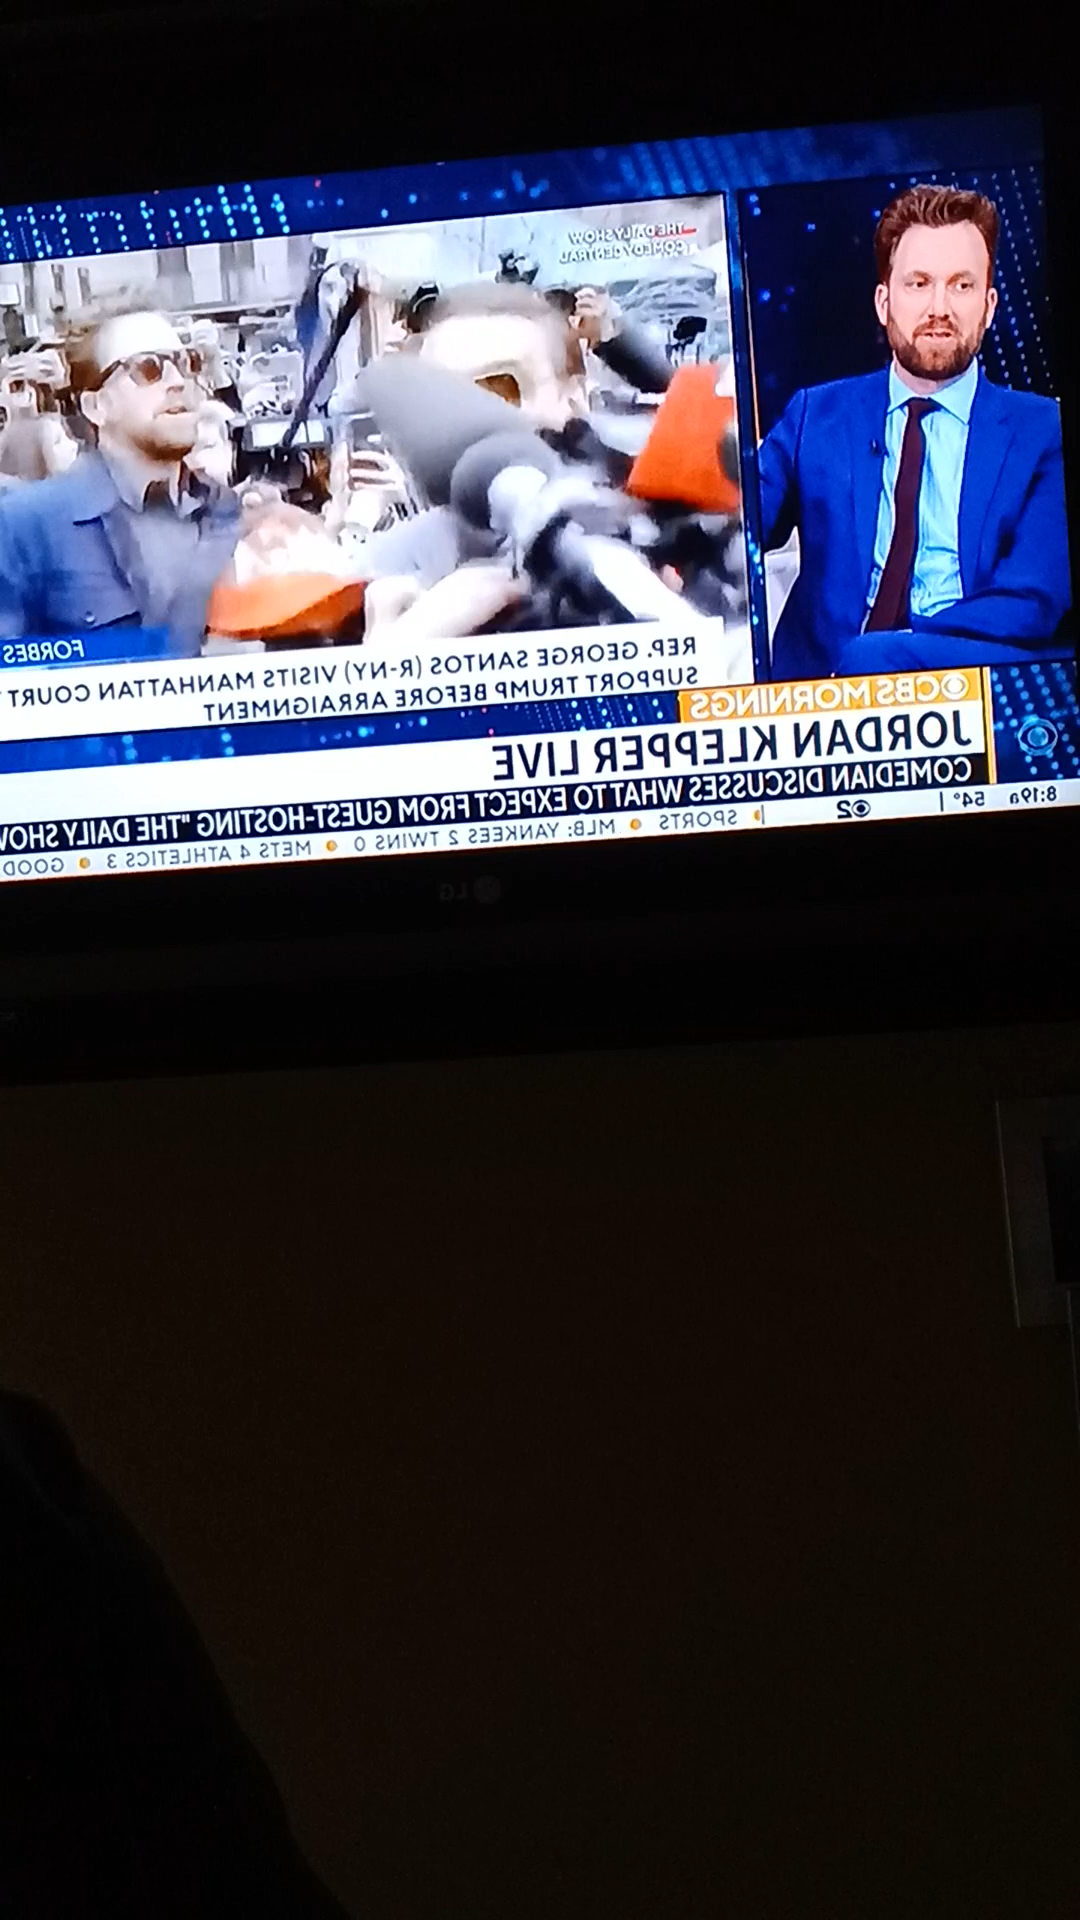 THE DAILY SHOW
COMEDY CENTRAL
FORBES
REP. GEORGE SANTOS (R-NY) VISITS MANHATTAN COURT
SUPPORT TRUMP BEFORE ARRAIGNMENT
CBS MORNINGS
JORDAN KLEPPER LIVE
COMEDIAN DISCUSSES WHAT TO EXPECT FROM GUEST-HOSTING "THE DAILY SHOW
8:19a 54° 2 SPORTS MLB: YANKEES 2 TWINS 0 METS 4 ATHLETICS 3 GOOD
LG